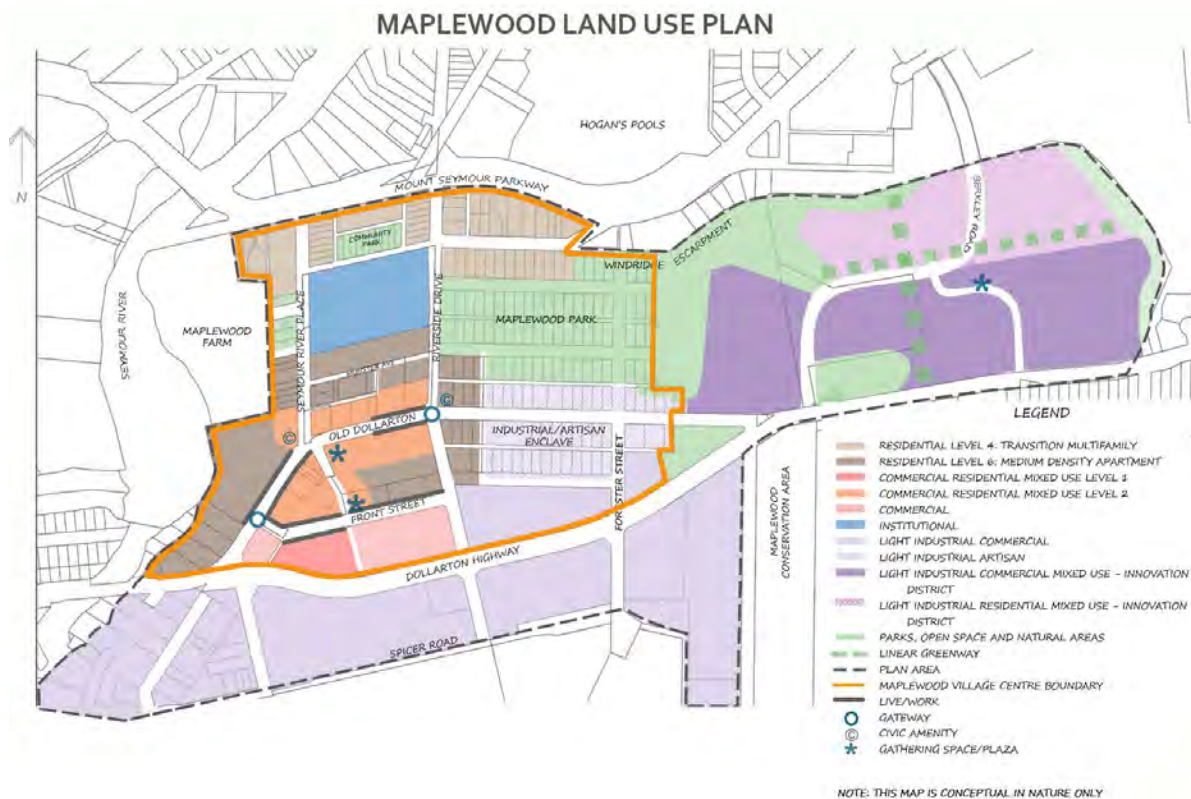 MAPLEWOOD LAND USE PLAN
HOGAN'S POOLS
N
MOUNT SEYMOUR PARKWAY
BERKLEY ROAD
COMMUNITY
PARK
ESCARPMENT
WINDRIDGE
SEYMOUR RIVER
MAPLEWOOD
FARM
SEYMOUR RIVER PLACE
RIVERSIDE DRIVE
MAPLEWOOD PARK
©
OLD DOLLARTON
©
INDUSTRIAL/ARTISAN
ENCLAVE
FRONT STREET
FORESTER STREET
DOLLARTON HIGHWAY
MAPLEWOOD
CONSERVATION AREA
SPICER ROAD
LEGEND
RESIDENTIAL LEVEL 4: TRANSITION MULTIFAMILY
RESIDENTIAL LEVEL 6: MEDIUM DENSITY APARTMENT
COMMERCIAL RESIDENTIAL MIXED USE LEVEL 1
COMMERCIAL RESIDENTIAL MIXED USE LEVEL 2
COMMERCIAL
INSTITUTIONAL
LIGHT INDUSTRIAL COMMERCIAL
LIGHT INDUSTRIAL ARTISAN
LIGHT INDUSTRIAL COMMERCIAL MIXED USE - INNOVATION
DISTRICT
LIGHT INDUSTRIAL RESIDENTIAL MIXED USE - INNOVATION
DISTRICT
PARKS, OPEN SPACE AND NATURAL AREAS
LINEAR GREENWAY
PLAN AREA
MAPLEWOOD VILLAGE CENTRE BOUNDARY
LIVE/WORK
GATEWAY
© CIVIC AMENITY
GATHERING SPACE/PLAZA
NOTE: THIS MAP IS CONCEPTUAL IN NATURE ONLY